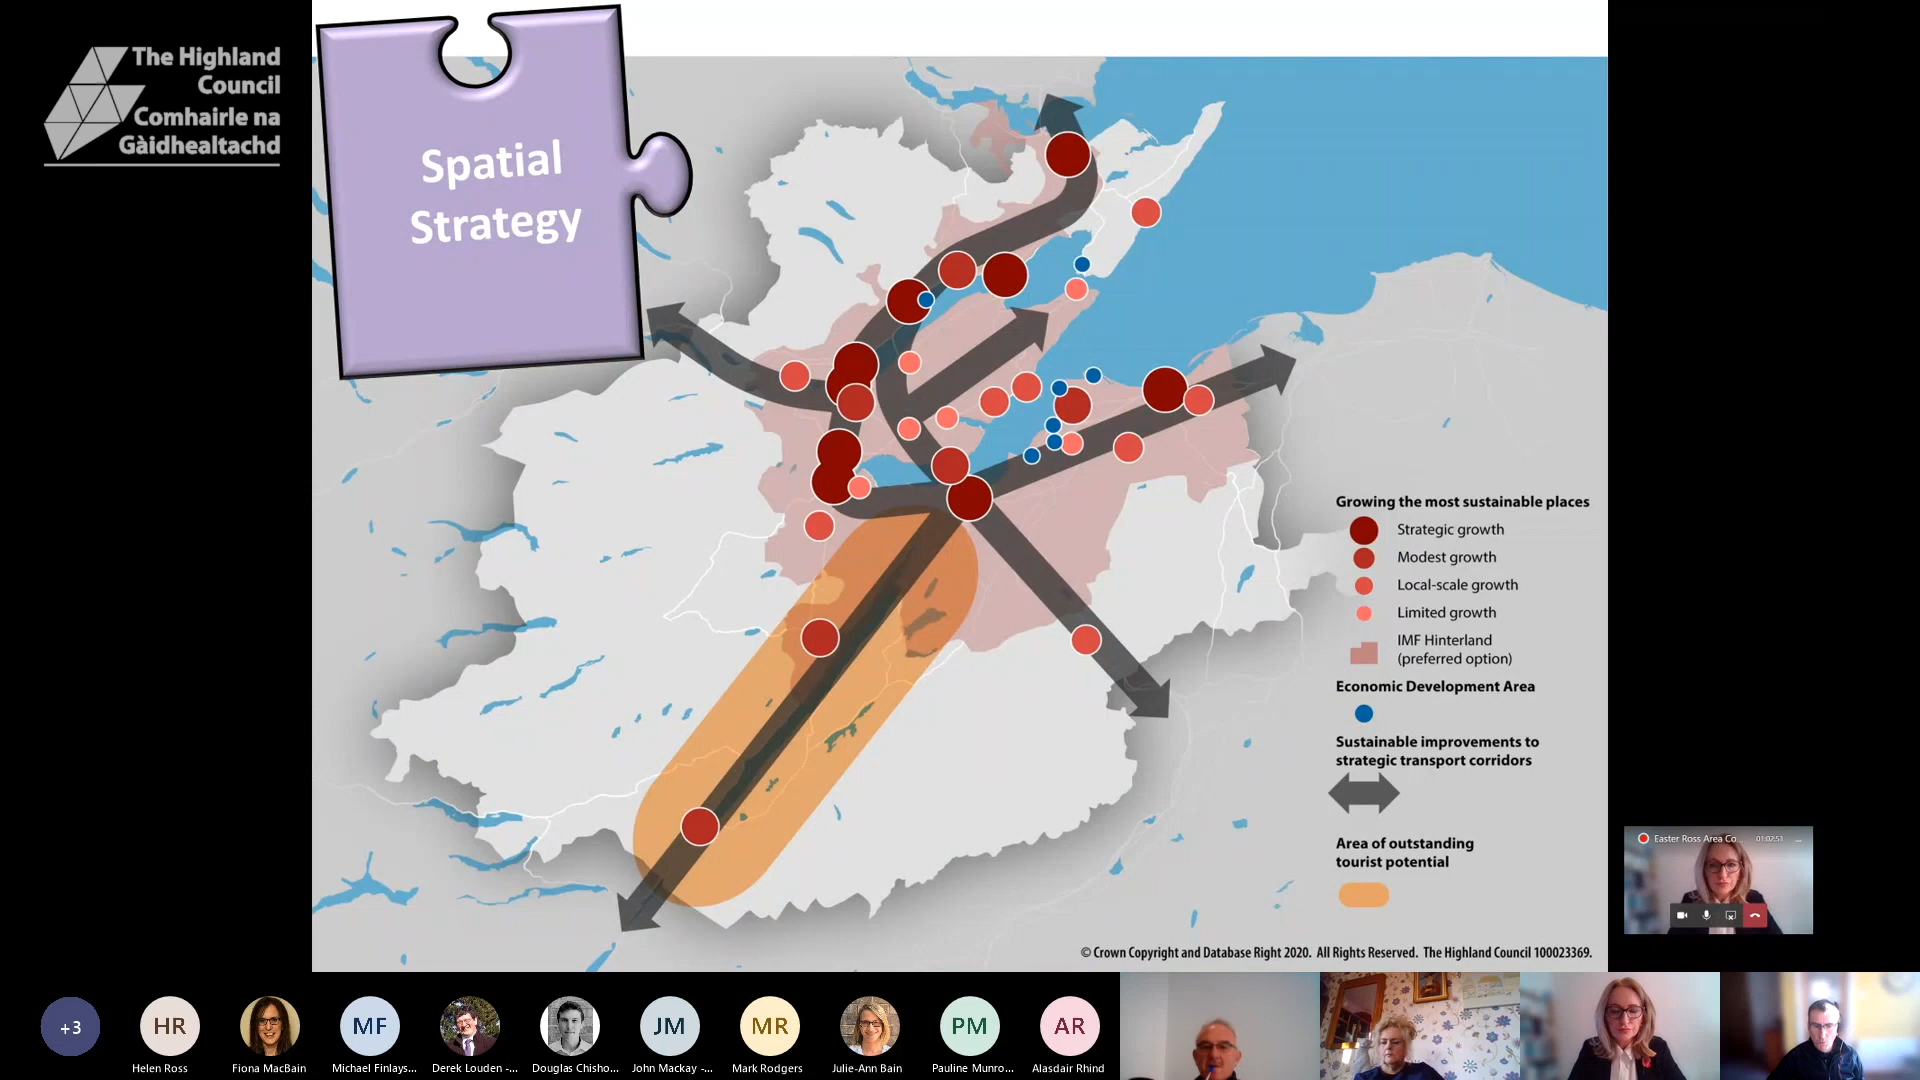 The Highland
Council
Comhairle na
Gàidhealtachd
Spatial
Strategy
Growing the most sustainable places
Strategic growth
Modest growth
Local-scale growth
Limited growth
IMF Hinterland
(preferred option)
Economic Development Area
Sustainable improvements to
strategic transport corridors
Area of outstanding
tourist potential
© Crown Copyright and Database Right 2020. All Rights Reserved. The Highland Council 100023369.
Easter Ross Area Co... 01:02:51
+3
HR
MF
JM
MR
PM
AR
Helen Ross
Fiona MacBain
Michael Finlays...
Derek Louden -...
Douglas Chisho...
John Mackay -...
Mark Rodgers
Julie-Ann Bain
Pauline Munro...
Alasdair Rhind